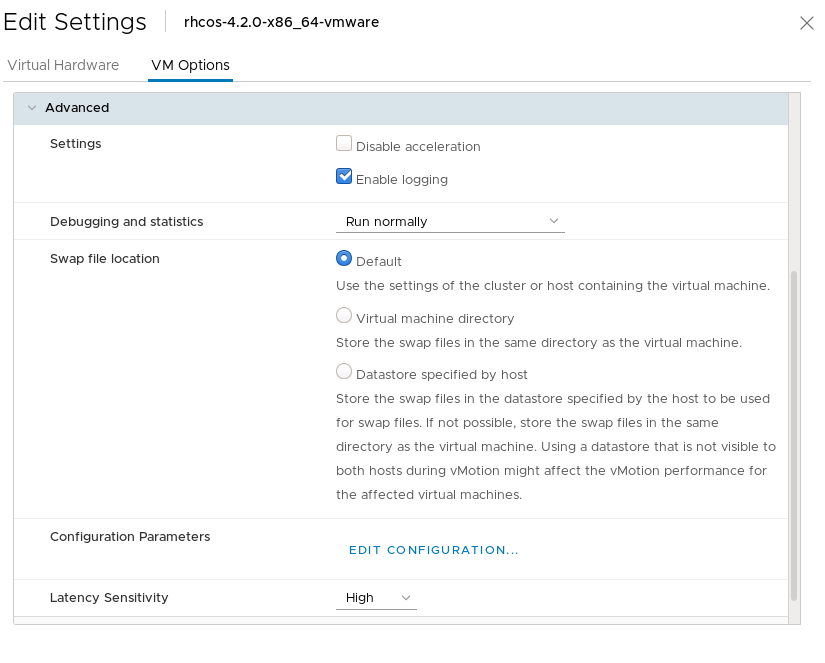 Edit Settings rhcos-4.2.0-x86_64-vmware
Virtual Hardware VM Options
Advanced
Settings Disable acceleration
Enable logging
Debugging and statistics Run normally
Swap file location Default
Use the settings of the cluster or host containing the virtual machine.
Virtual machine directory
Store the swap files in the same directory as the virtual machine.
Datastore specified by host
Store the swap files in the datastore specified by the host to be used
for swap files. If not possible, store the swap files in the same
directory as the virtual machine. Using a datastore that is not visible to
both hosts during vMotion might affect the vMotion performance for
the affected virtual machines.
Configuration Parameters
EDIT CONFIGURATION...
Latency Sensitivity High